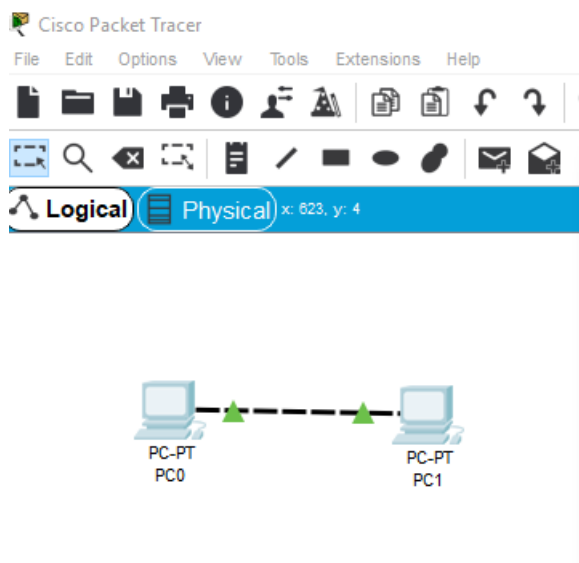 Cisco Packet Tracer
File Edit Options View Tools Extensions Help
Logical Physical x: 623, y: 4
PC-PT
PC0
PC-PT
PC1